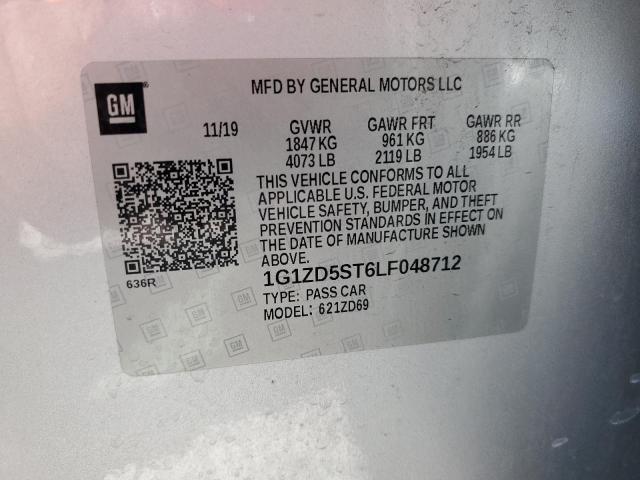 GM
MFD BY GENERAL MOTORS LLC
11/19 GVWR GAWR FRT GAWR RR
1847 KG 961 KG 886 KG
4073 LB 2119 LB 1954 LB
THIS VEHICLE CONFORMS TO ALL
APPLICABLE U.S. FEDERAL MOTOR
VEHICLE SAFETY, BUMPER, AND THEFT
PREVENTION STANDARDS IN EFFECT ON
THE DATE OF MANUFACTURE SHOWN
ABOVE.
636R
1G1ZD5ST6LF048712
TYPE: PASS CAR
MODEL: 621ZD69